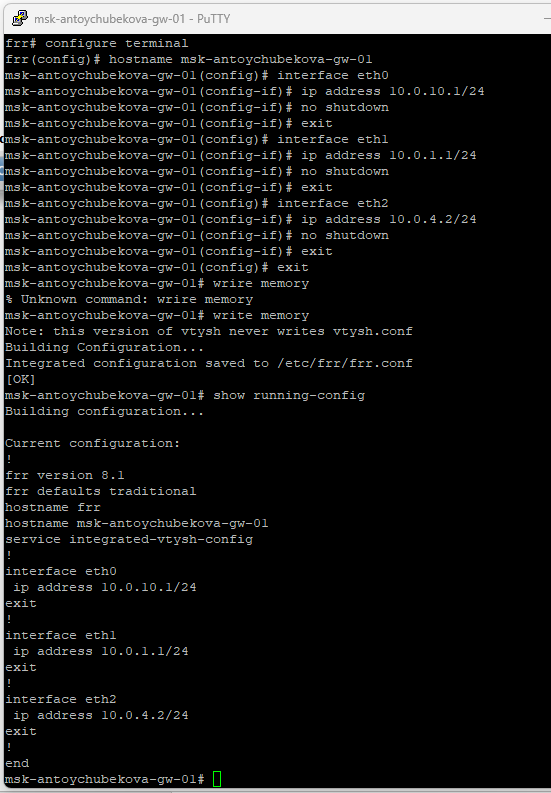 msk-antoychubekova-gw-01 - PuTTY
frr# configure terminal
frr(config)# hostname msk-antoychubekova-gw-01
msk-antoychubekova-gw-01(config)# interface eth0
msk-antoychubekova-gw-01(config-if)# ip address 10.0.10.1/24
msk-antoychubekova-gw-01(config-if)# no shutdown
msk-antoychubekova-gw-01(config-if)# exit
msk-antoychubekova-gw-01(config)# interface eth1
msk-antoychubekova-gw-01(config-if)# ip address 10.0.1.1/24
msk-antoychubekova-gw-01(config-if)# no shutdown
msk-antoychubekova-gw-01(config-if)# exit
msk-antoychubekova-gw-01(config)# interface eth2
msk-antoychubekova-gw-01(config-if)# ip address 10.0.4.2/24
msk-antoychubekova-gw-01(config-if)# no shutdown
msk-antoychubekova-gw-01(config-if)# exit
msk-antoychubekova-gw-01(config)# exit
msk-antoychubekova-gw-01# wrire memory
% Unknown command: wrire memory
msk-antoychubekova-gw-01# write memory
Note: this version of vtysh never writes vtysh.conf
Building Configuration...
Integrated configuration saved to /etc/frr/frr.conf
[OK]
msk-antoychubekova-gw-01# show running-config
Building configuration...

Current configuration:
!
frr version 8.1
frr defaults traditional
hostname frr
hostname msk-antoychubekova-gw-01
service integrated-vtysh-config
!
interface eth0
 ip address 10.0.10.1/24
exit
!
interface eth1
 ip address 10.0.1.1/24
exit
!
interface eth2
 ip address 10.0.4.2/24
exit
!
end
msk-antoychubekova-gw-01#